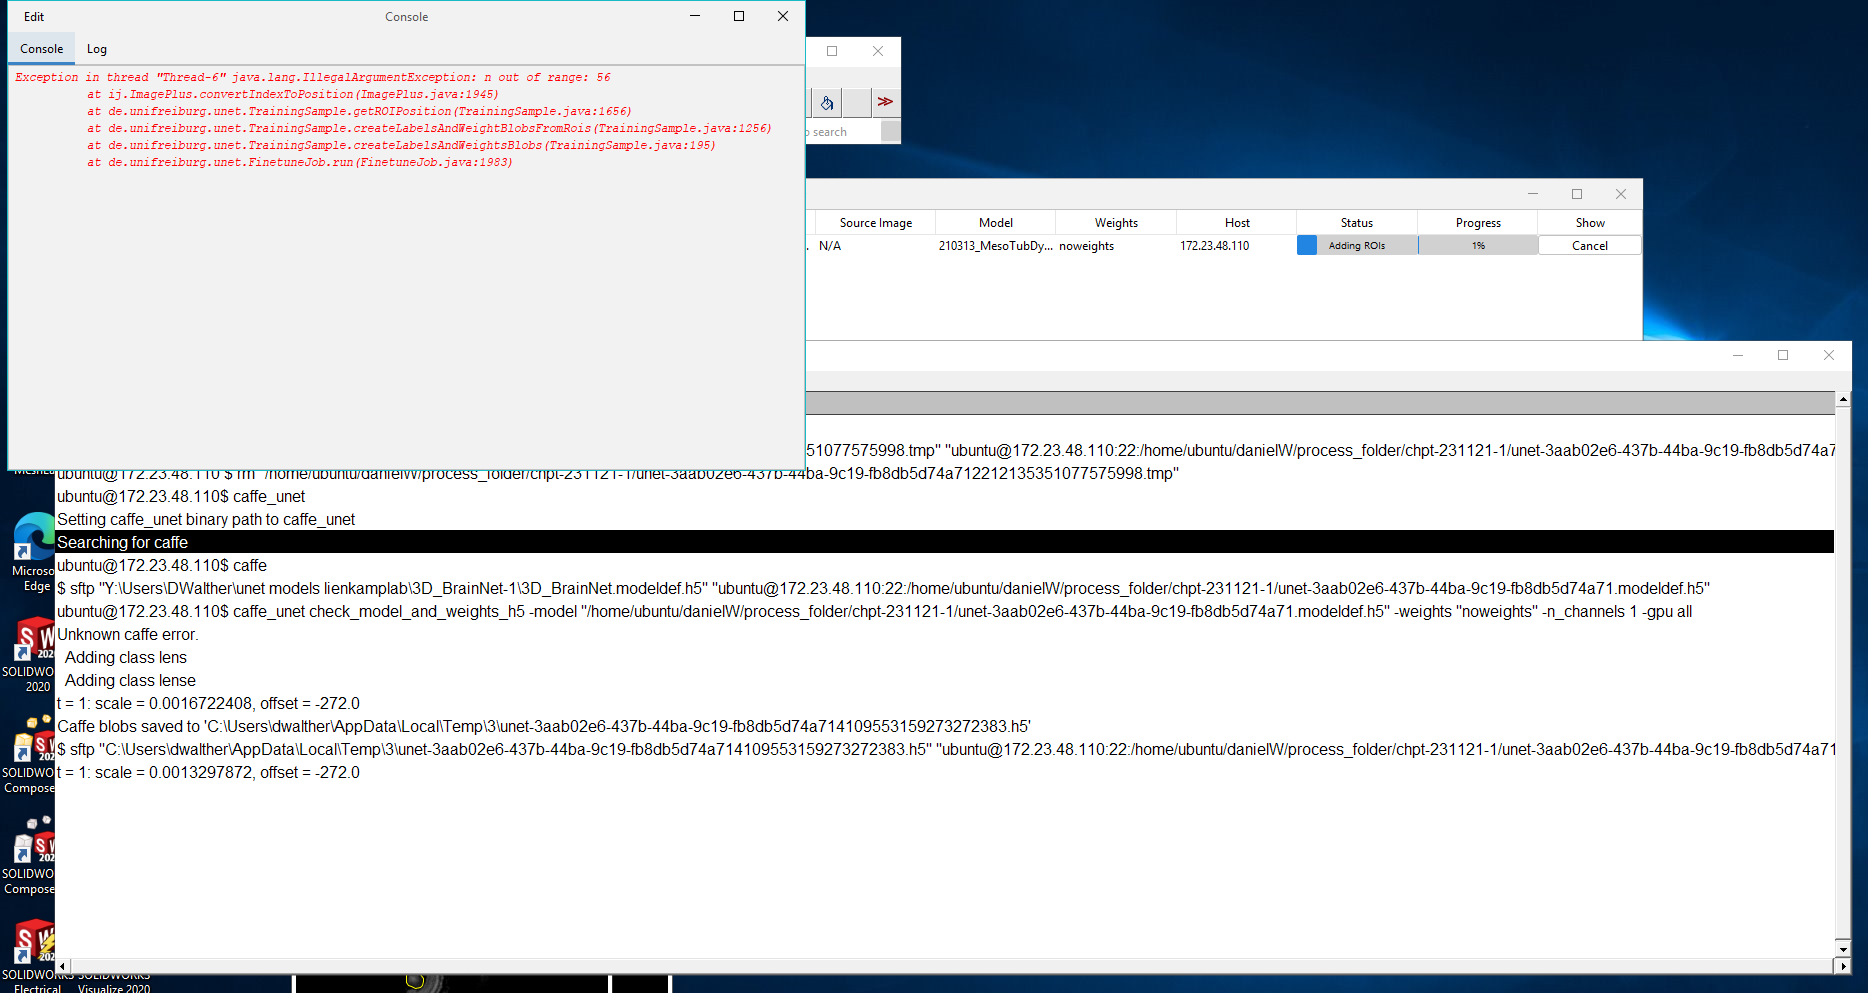 Edit
Console
Console
Log
Exception in thread "Thread-6" java.lang.IllegalArgumentException: n out of range: 56
at ij.ImagePlus.convertIndexToPosition(ImagePlus.java:1945)
at de.unifreiburg.unet.TrainingSample.getROIPosition(TrainingSample.java:1656)
at de.unifreiburg.unet.TrainingSample.createLabelsAndWeightBlobsFromRois(TrainingSample.java:1256)
at de.unifreiburg.unet.TrainingSample.createLabelsAndWeightsBlobs(TrainingSample.java:195)
at de.unifreiburg.unet.FinetuneJob.run(FinetuneJob.java:1983)
search
Source Image Model Weights Host Status Progress Show
N/A 210313_MesoTubDy... noweights 172.23.48.110 Adding ROIs 1% Cancel
51077575998.tmp" "ubuntu@172.23.48.110:22:/home/ubuntu/danielW/process_folder/chpt-231121-1/unet-3aab02e6-437b-44ba-9c19-fb8db5d74a7
ubuntu@172.23.48.110 $ rm "/home/ubuntu/danielW/process_folder/chpt-231121-1/unet-3aab02e6-437b-44ba-9c19-fb8db5d74a712212135351077575998.tmp"
ubuntu@172.23.48.110$ caffe_unet
Setting caffe_unet binary path to caffe_unet
Searching for caffe
ubuntu@172.23.48.110$ caffe
$ sftp "Y:\Users\DWalther\unet models lienkamplab\3D_BrainNet-1\3D_BrainNet.modeldef.h5" "ubuntu@172.23.48.110:22:/home/ubuntu/danielW/process_folder/chpt-231121-1/unet-3aab02e6-437b-44ba-9c19-fb8db5d74a71.modeldef.h5"
ubuntu@172.23.48.110$ caffe_unet check_model_and_weights_h5 -model "/home/ubuntu/danielW/process_folder/chpt-231121-1/unet-3aab02e6-437b-44ba-9c19-fb8db5d74a71.modeldef.h5" -weights "noweights" -n_channels 1 -gpu all
Unknown caffe error.
Adding class lens
Adding class lense
t = 1: scale = 0.0016722408, offset = -272.0
Caffe blobs saved to 'C:\Users\dwalther\AppData\Local\Temp\3\unet-3aab02e6-437b-44ba-9c19-fb8db5d74a714109553159273272383.h5'
$ sftp "C:\Users\dwalther\AppData\Local\Temp\3\unet-3aab02e6-437b-44ba-9c19-fb8db5d74a714109553159273272383.h5" "ubuntu@172.23.48.110:22:/home/ubuntu/danielW/process_folder/chpt-231121-1/unet-3aab02e6-437b-44ba-9c19-fb8db5d74a71
t = 1: scale = 0.0013297872, offset = -272.0
Microso
Edge
SOLIDWO
2020
SOLIDWO
Compose
SOLIDWO
Compose
SOLIDWORKS SOLIDWORKS
Electrical Visualize 2020